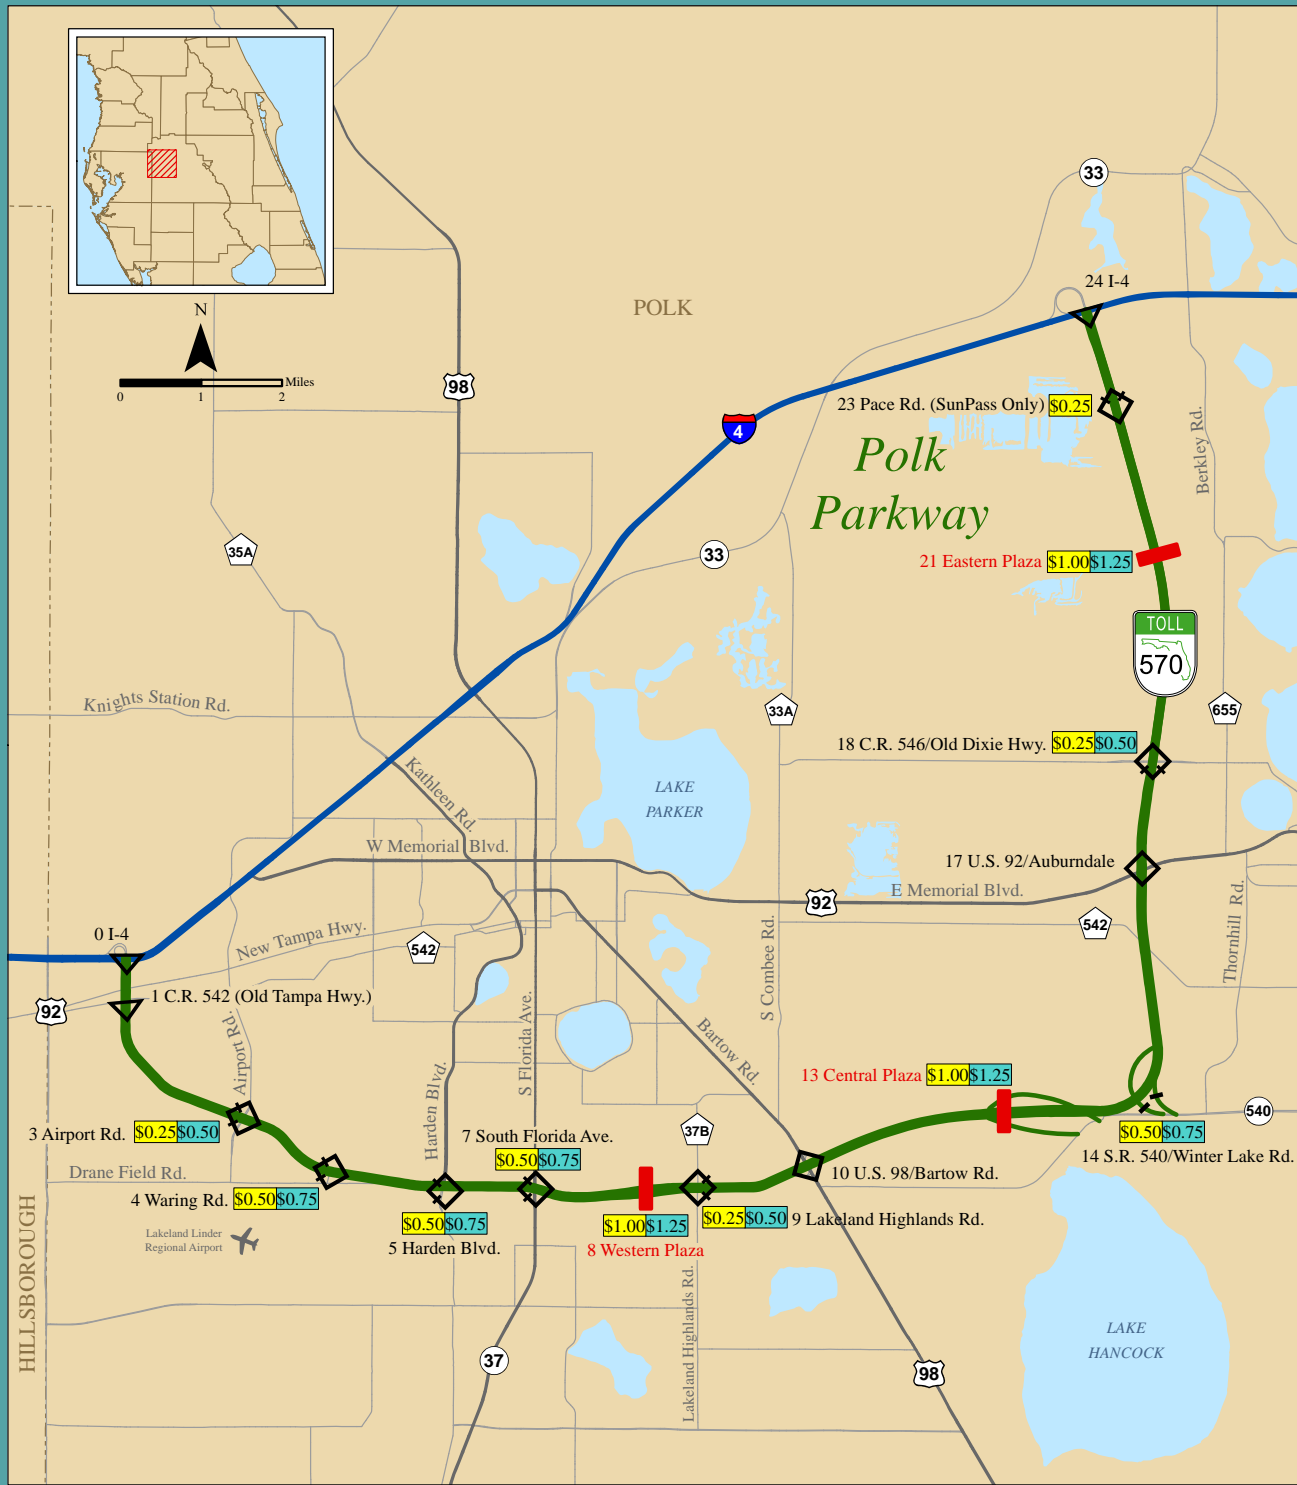 33
24 I-4
N
POLK
Miles
0 1 2
98
23 Pace Rd. (SunPass Only) $0.25
4
Polk
Parkway
Berkley Rd.
35A
33
21 Eastern Plaza $1.00 $1.25
TOLL
570
Knights Station Rd.
33A
655
18 C.R. 546/Old Dixie Hwy. $0.25 $0.50
Kathleen Rd.
LAKE
PARKER
W Memorial Blvd.
17 U.S. 92/Auburndale
E Memorial Blvd.
92
Thornhill Rd.
0 I-4
New Tampa Hwy.
542
542
S Combee Rd.
92
1 C.R. 542 (Old Tampa Hwy.)
Airport Rd.
S Florida Ave.
Bartow Rd.
Harden Blvd.
13 Central Plaza $1.00 $1.25
540
3 Airport Rd. $0.25 $0.50
7 South Florida Ave.
$0.50 $0.75
37B
$0.50 $0.75
14 S.R. 540/Winter Lake Rd.
Drane Field Rd.
10 U.S. 98/Bartow Rd.
4 Waring Rd. $0.50 $0.75
$0.50 $0.75
5 Harden Blvd.
$1.00 $1.25
8 Western Plaza
$0.25 $0.50 9 Lakeland Highlands Rd.
Lakeland Linder
Regional Airport
HILLSBOROUGH
Lakeland Highlands Rd.
LAKE
HANCOCK
37
98